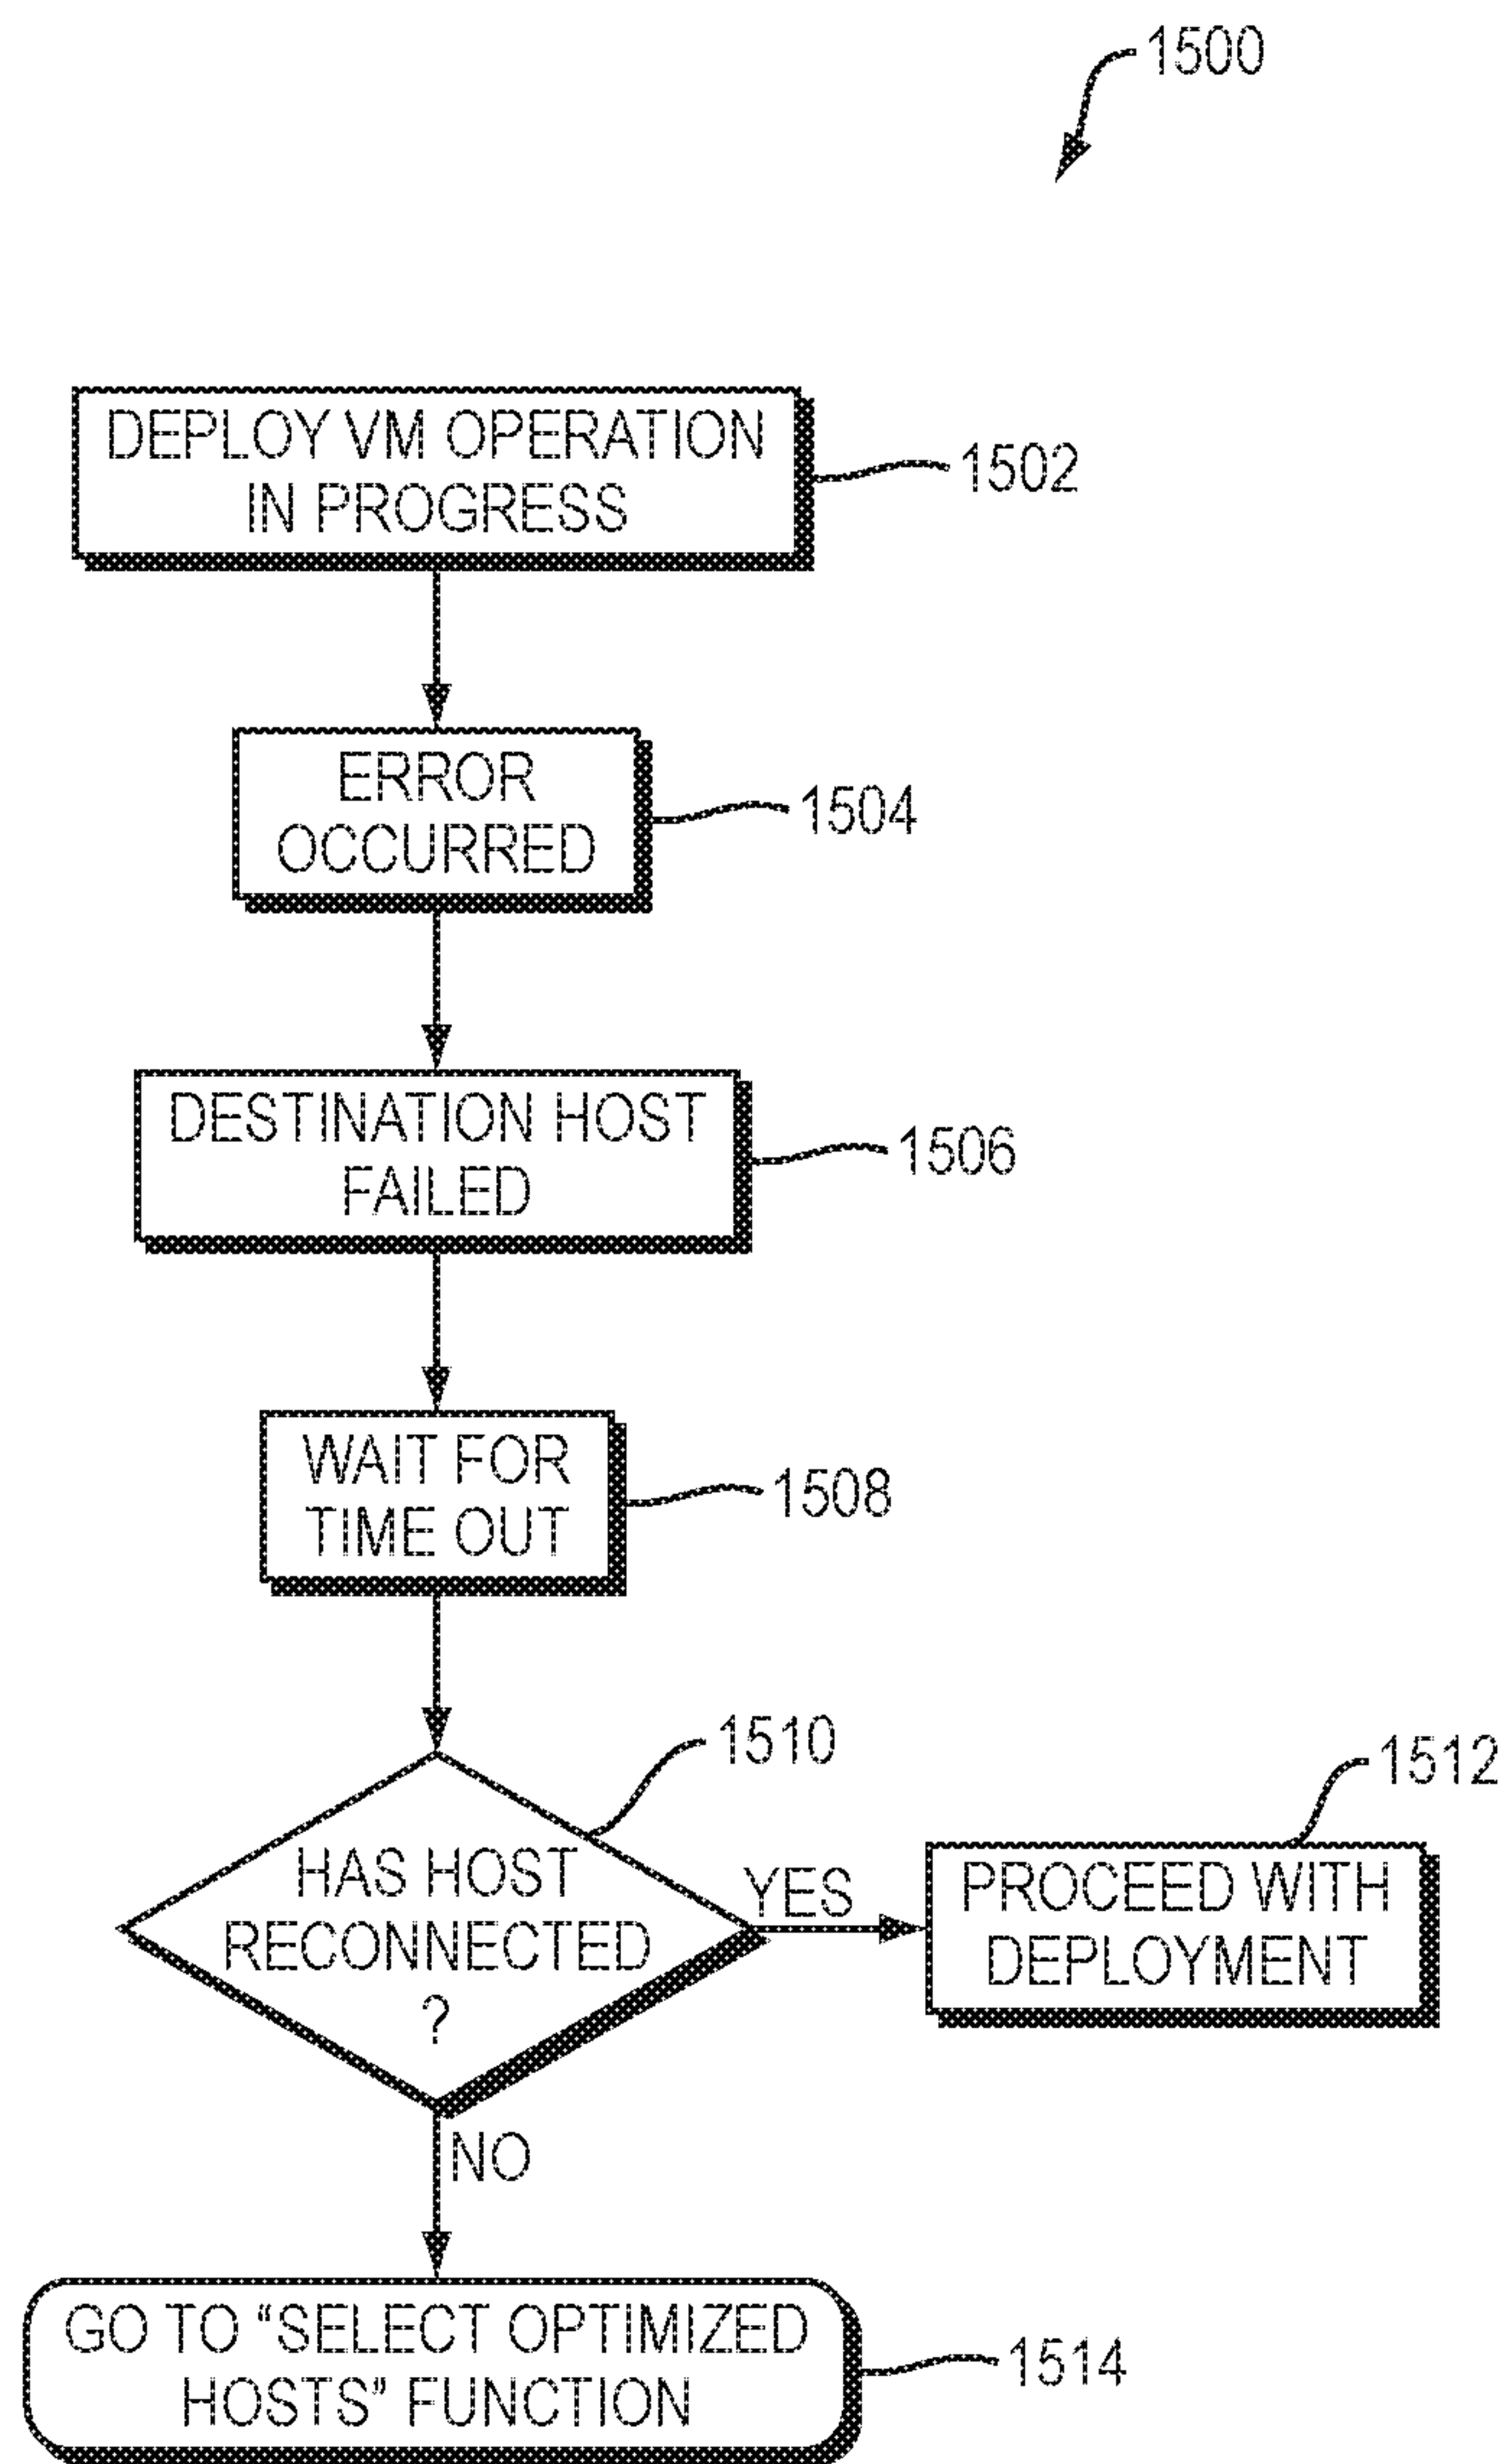 1500
DEPLOY VM OPERATION
IN PROGRESS
1502
ERROR
OCCURRED
1504
DESTINATION HOST
FAILED
1506
WAIT FOR
TIME OUT
1508
1510
HAS HOST
RECONNECTED
?
YES
1512
PROCEED WITH
DEPLOYMENT
NO
GO TO “SELECT OPTIMIZED
HOSTS” FUNCTION
1514